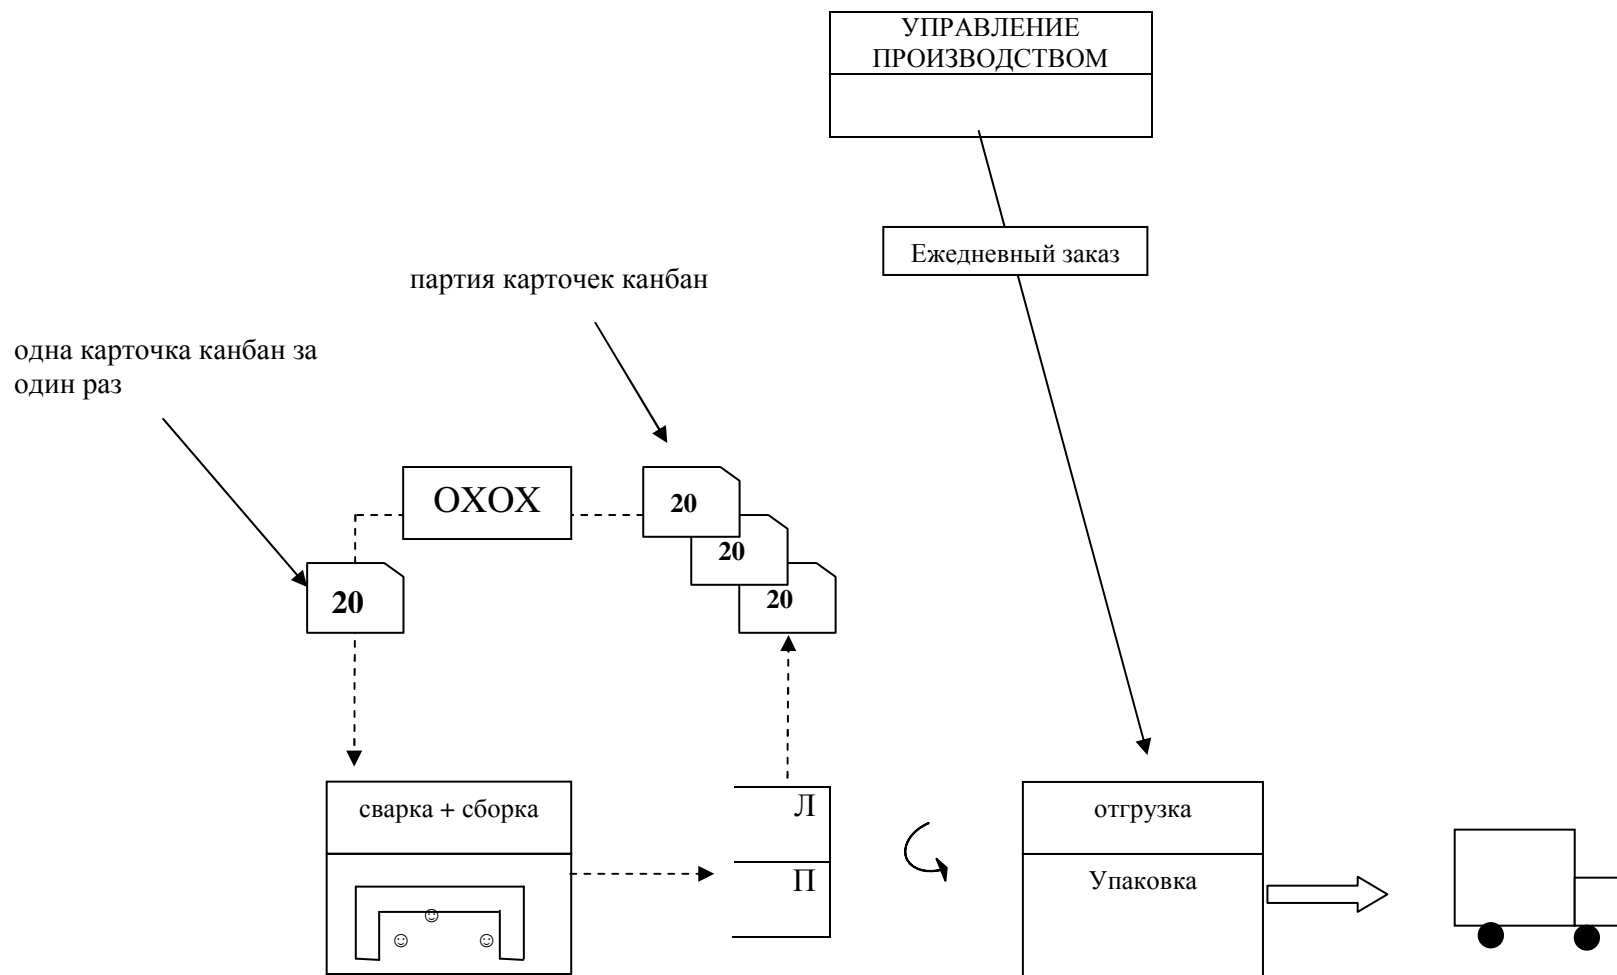 УПРАВЛЕНИЕ
ПРОИЗВОДСТВОМ
Ежедневный заказ
партия карточек канбан
одна карточка канбан за
один раз
OXOX
20
20
20
20
сварка + сборка
Л
П
отгрузка
Упаковка